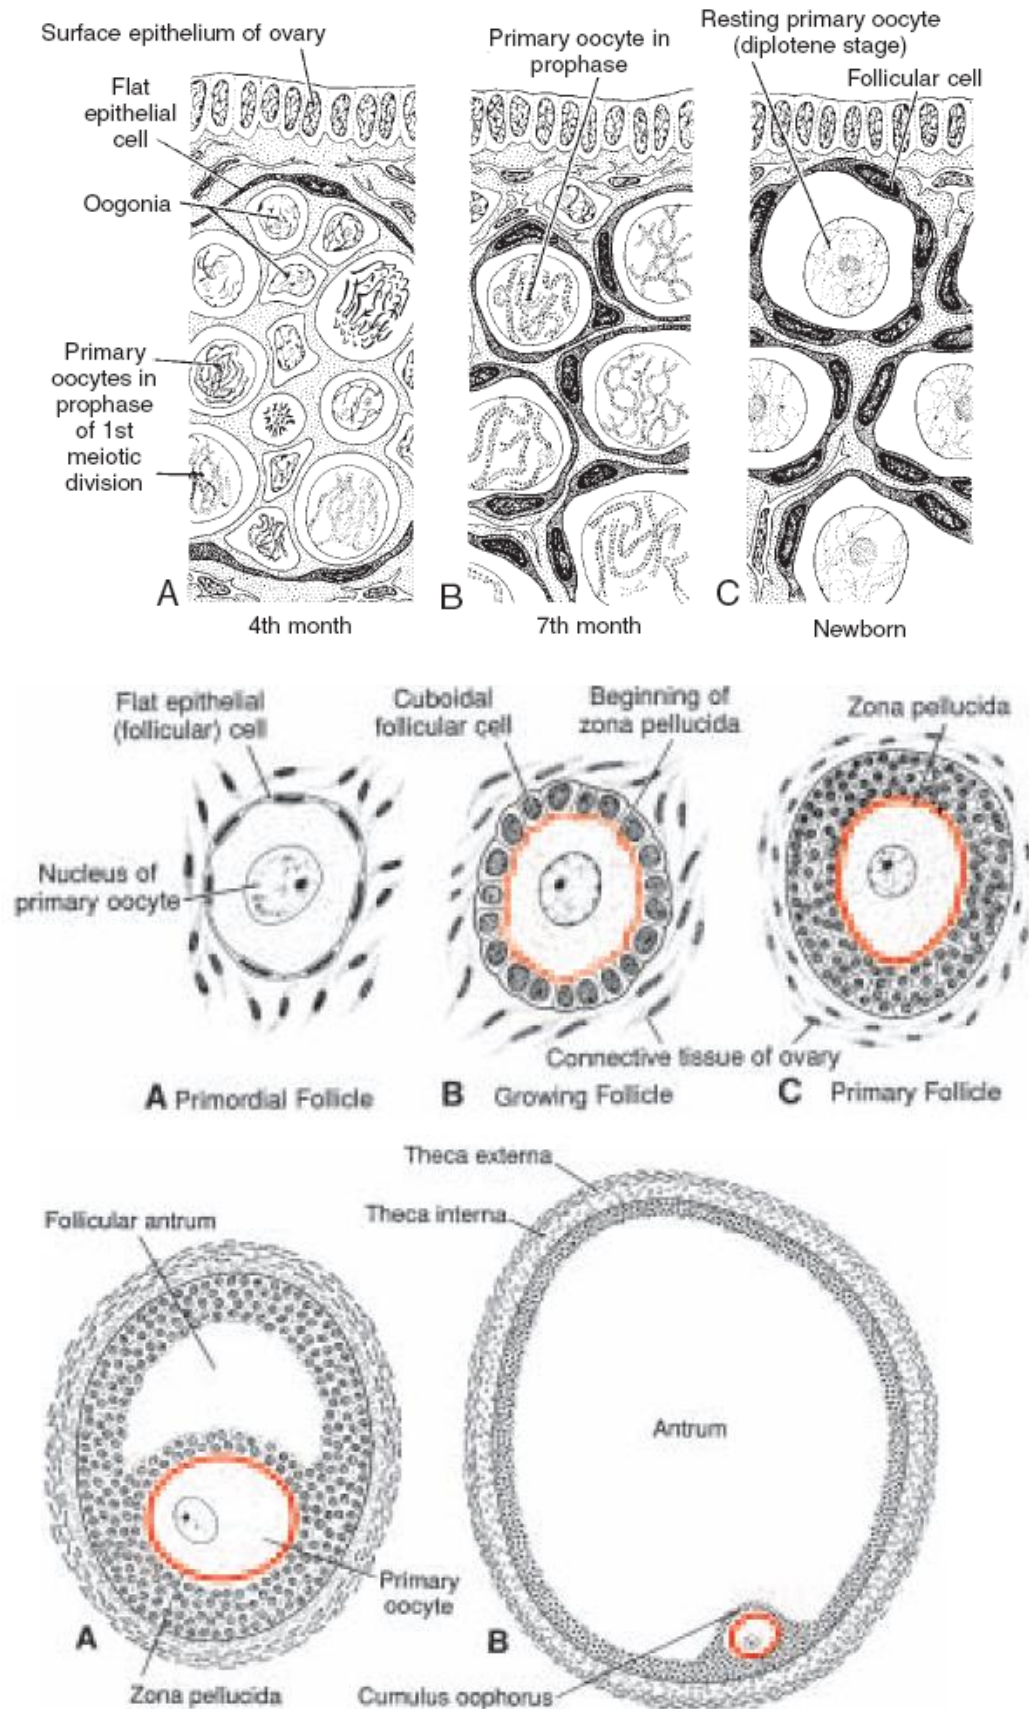 Surface epithelium of ovary
Flat
epithelial
cell
Oogonia
Primary
oocytes in
prophase
of 1st
meiotic
division
A
4th month
Primary oocyte in
prophase
B
7th month
Resting primary oocyte
(diplotene stage)
Follicular cell
C
Newborn
Flat epithelial
(follicular) cell
Nucleus of
primary oocyte
A Primordial Follicle
Cuboidal
follicular cell
Beginning of
zona pellucida
B Growing Follicle
Zona pellucida
Connective tissue of ovary
C Primary Follicle
Follicular antrum
Primary
oocyte
A
Zona pellucida
Theca externa
Theca interna
Antrum
B
Cumulus oophorus